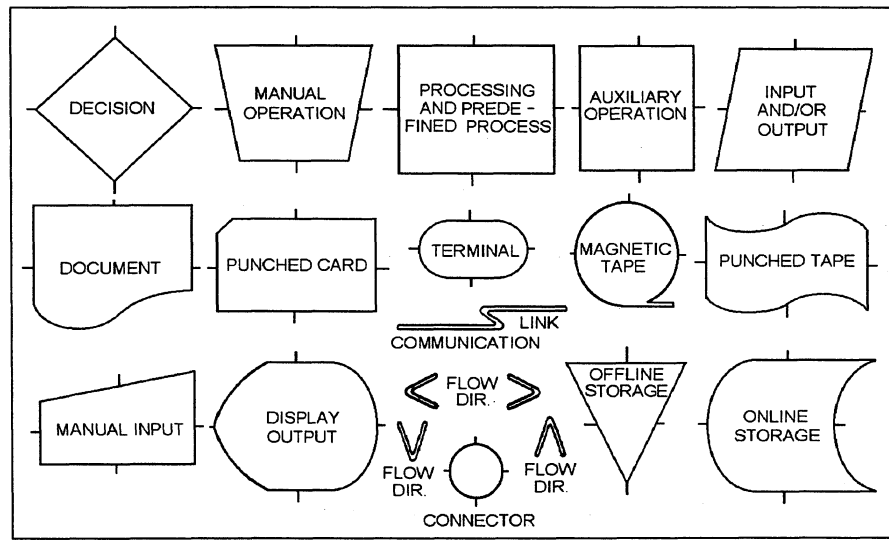 DECISION
MANUAL
OPERATION
PROCESSING
AND PREDE -
FINED PROCESS
AUXILIARY
OPERATION
INPUT
AND/OR
OUTPUT
DOCUMENT
PUNCHED CARD
TERMINAL
MAGNETIC
TAPE
PUNCHED TAPE
LINK
COMMUNICATION
MANUAL INPUT
DISPLAY
OUTPUT
FLOW
DIR.
OFFLINE
STORAGE
ONLINE
STORAGE
FLOW
DIR.
FLOW
DIR.
CONNECTOR